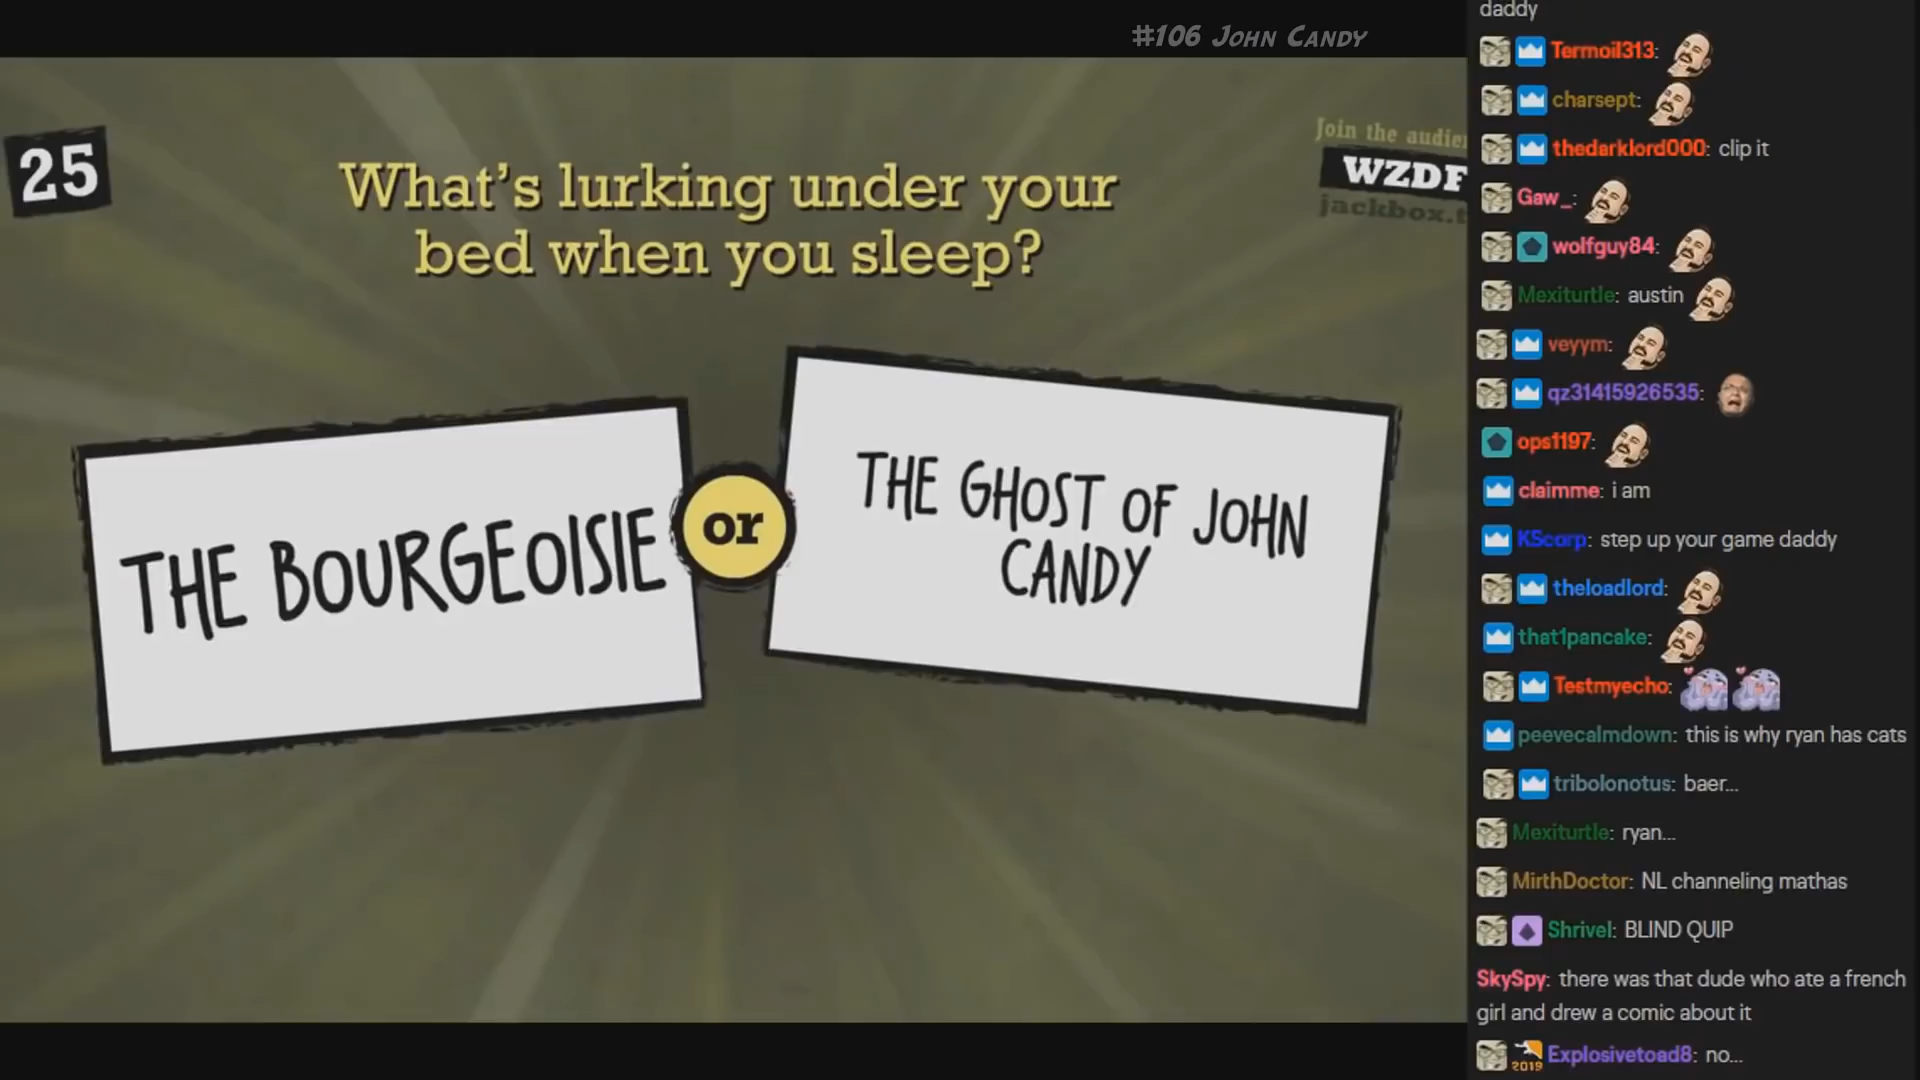 #106 John Candy
25
What's lurking under your
bed when you sleep?
Join the audie
WZDF
jackbox.t
THE BOURGEOISIE
or
THE GHOST OF JOHN
CANDY
daddy
Termoil313:
charsept:
thedarklord000: clip it
Gaw_:
wolfguy84:
Mexiturtle: austin
veyym:
qz31415926535:
ops1197:
claimme: i am
KScorp: step up your game daddy
theloadlord:
that1pancake:
Testmyecho:
peevecalmdown: this is why ryan has cats
tribolonotus: baer...
Mexiturtle: ryan...
MirthDoctor: NL channeling mathas
Shrivel: BLIND QUIP
SkySpy: there was that dude who ate a french
girl and drew a comic about it
2019 Explosivetoad8: no...